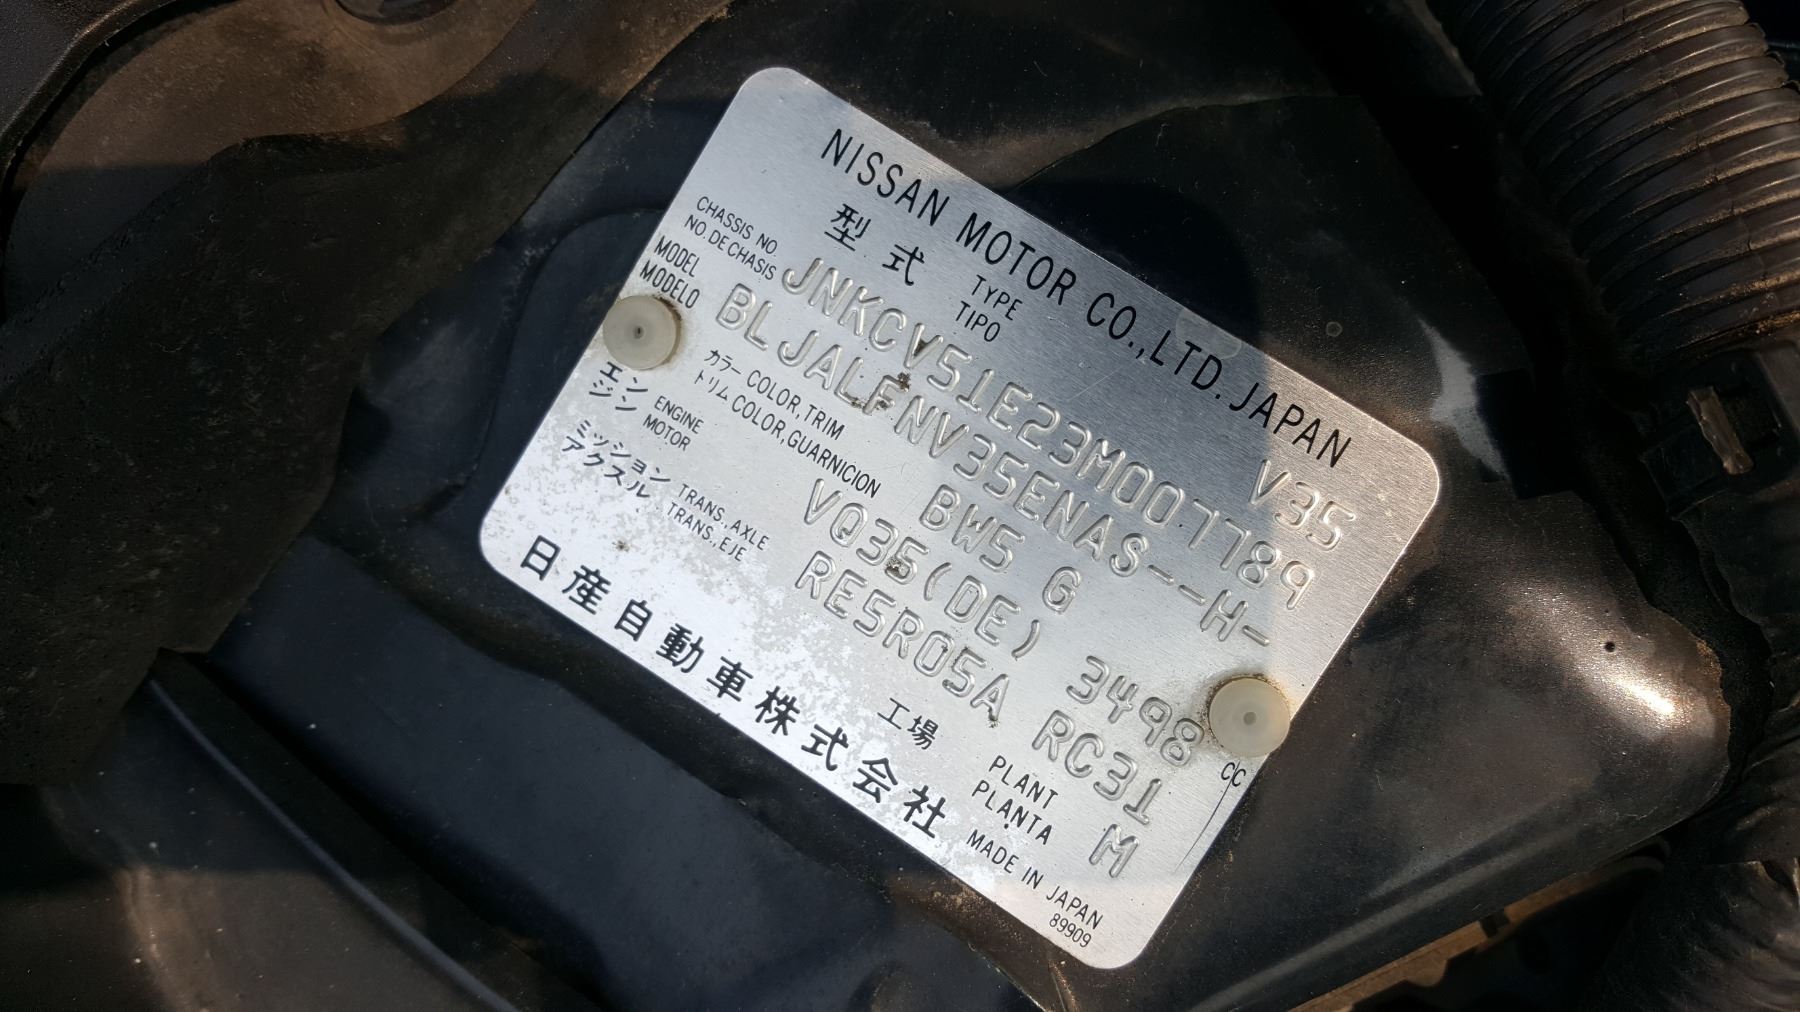 NISSAN MOTOR CO.,LTD. JAPAN
型式 TYPE TIPO V35
CHASSIS NO.
NO. DE CHASIS JNKCV51E23M007789
MODEL
MODELO BLJALFNV35ENAS--H-
カラー COLOR,TRIM
トリム COLOR,GUARNICION BW5 G
エンジン ENGINE MOTOR VQ35(DE) 3498 CC
ミッション TRANS.,AXLE
アクスル TRANS.,EJE RE5R05A RC31
工場 PLANT PLANTA M
日産自動車株式会社 MADE IN JAPAN
89909